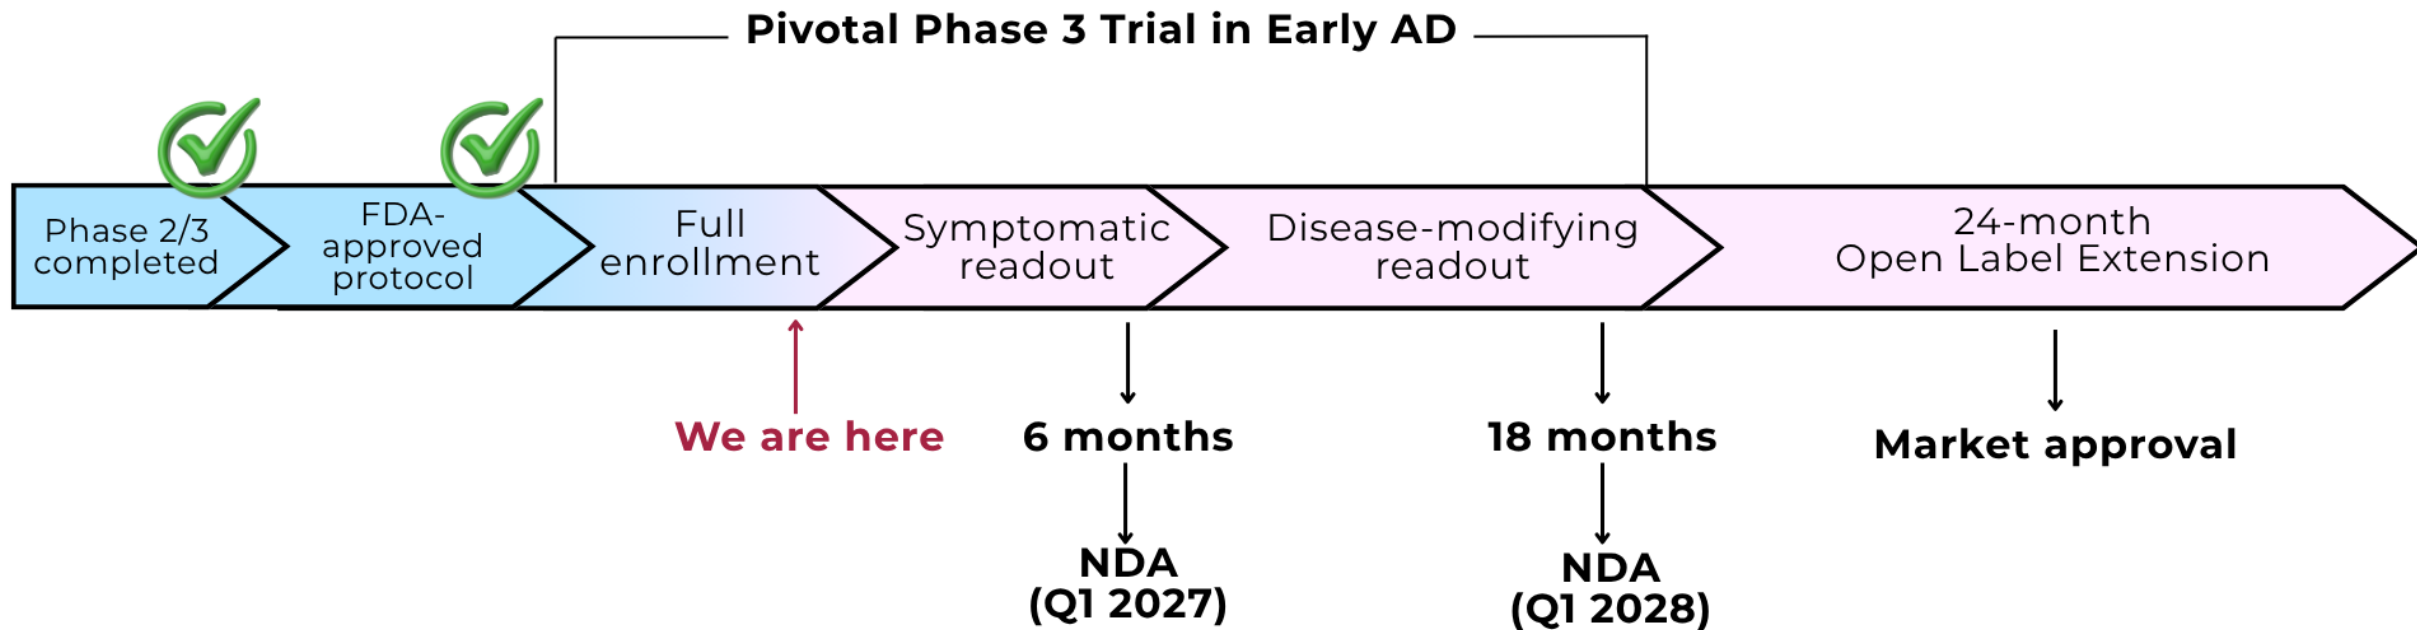 Pivotal Phase 3 Trial in Early AD
Phase 2/3
completed
FDA-
approved
protocol
Full
enrollment
Symptomatic
readout
Disease-modifying
readout
24-month
Open Label Extension
We are here
6 months
18 months
Market approval
NDA
(Q1 2027)
NDA
(Q1 2028)